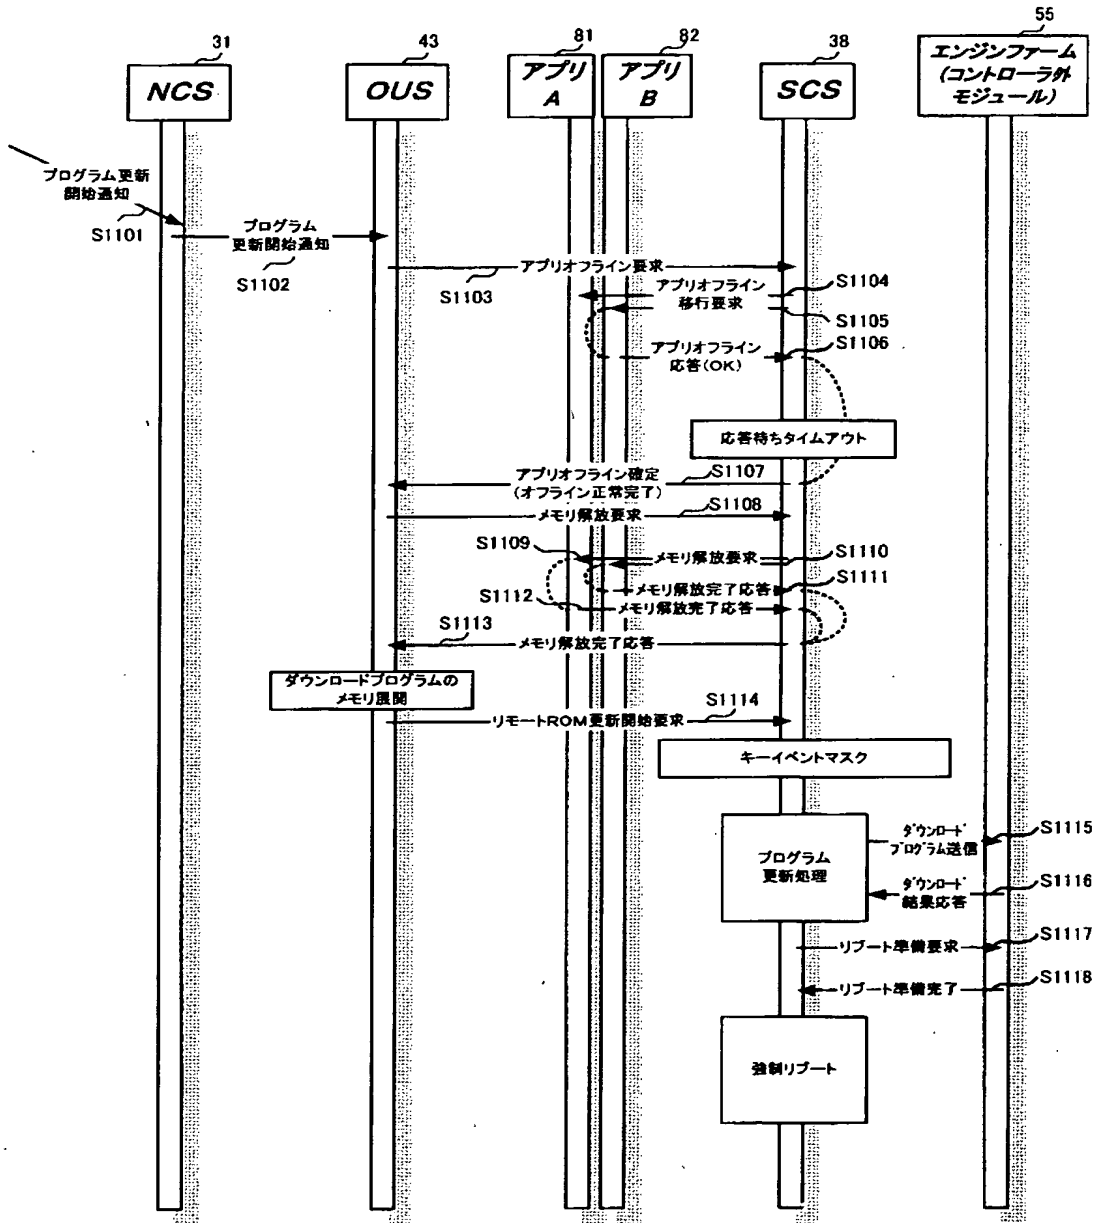 31
43
81
82
38
55
NCS
OUS
アプリ
A
アプリ
B
SCS
エンジンファーム
(コントローラ外
モジュール)
プログラム更新
開始通知
S1101
プログラム
更新開始通知
S1102
アプリオフライン要求
S1103
アプリオフライン
移行要求
S1104
S1105
アプリオフライン
応答(OK)
S1106
応答待ちタイムアウト
アプリオフライン確定
(オフライン正常完了)
S1107
メモリ解放要求
S1108
S1109
メモリ解放要求
S1110
メモリ解放完了応答
S1111
S1112
メモリ解放完了応答
S1113
メモリ解放完了応答
ダウンロードプログラムの
メモリ展開
リモートROM更新開始要求
S1114
キーイベントマスク
プログラム
更新処理
ダウンロード
プログラム送信
S1115
ダウンロード
結果応答
S1116
リブート準備要求
S1117
リブート準備完了
S1118
強制リブート